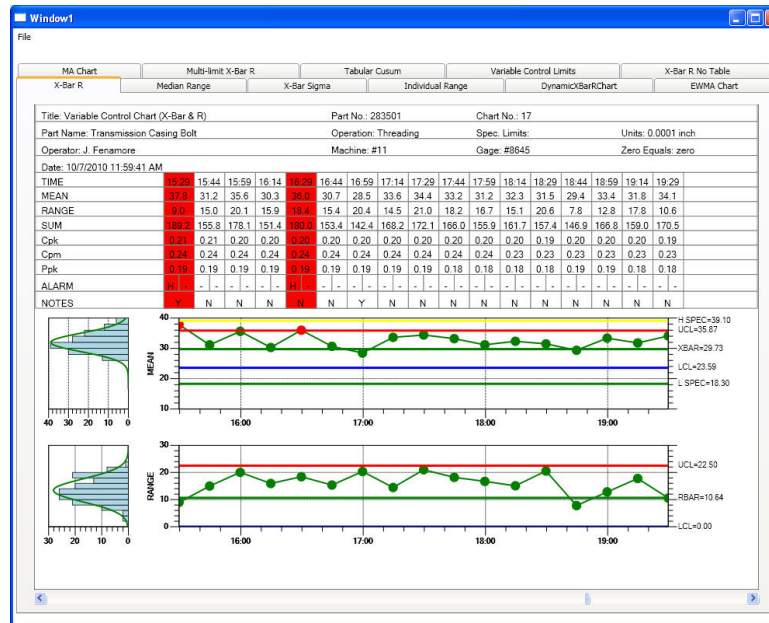 Window1
File
MA Chart Multi-limit X-Bar R Tabular Cusum Variable Control Limits X-Bar R No Table
X-Bar R Median Range X-Bar Sigma Individual Range DynamicXBarRChart EWMA Chart
Title: Variable Control Chart (X-Bar & R) Part No.: 283501 Chart No.: 17
Part Name: Transmission Casing Bolt Operation: Threading Spec. Limits: Units: 0.0001 inch
Operator: J. Fenamore Machine: #11 Gage: #8645 Zero Equals: zero
Date: 10/7/2010 11:59:41 AM
TIME 15:29 15:44 15:59 16:14 16:29 16:44 16:59 17:14 17:29 17:44 17:59 18:14 18:29 18:44 18:59 19:14 19:29
MEAN 37.8 31.2 35.6 30.3 36.0 30.7 28.5 33.6 34.4 33.2 31.2 32.3 31.5 29.4 33.4 31.8 34.1
RANGE 9.0 15.0 20.1 15.9 18.4 15.4 20.4 14.5 21.0 18.2 16.7 15.1 20.6 7.8 12.8 17.8 10.6
SUM 189.2 155.8 178.1 151.4 180.0 153.4 142.4 168.2 172.1 166.0 155.9 161.7 157.4 146.9 166.8 159.0 170.5
Cpk 0.21 0.21 0.20 0.20 0.20 0.20 0.20 0.20 0.20 0.20 0.20 0.20 0.19 0.20 0.20 0.20 0.19
Cpm 0.24 0.24 0.24 0.24 0.24 0.24 0.24 0.24 0.24 0.24 0.24 0.23 0.23 0.23 0.23 0.23 0.23
Ppk 0.19 0.19 0.19 0.19 0.19 0.19 0.19 0.19 0.19 0.18 0.18 0.18 0.18 0.18 0.19 0.18 0.18
ALARM H - - - - - - - H - - - - - - - - - - - - - - - - - - - - - - - - -
NOTES Y N N N N N Y N N N N N N N N N N
40 30 20 10 0
MEAN
40
30
20
10
16:00 17:00 18:00 19:00
H SPEC=39.10
UCL=35.87
XBAR=29.73
LCL=23.59
L SPEC=18.30
30 20 10 0
RANGE
30
20
10
0
16:00 17:00 18:00 19:00
UCL=22.50
RBAR=10.64
LCL=0.00